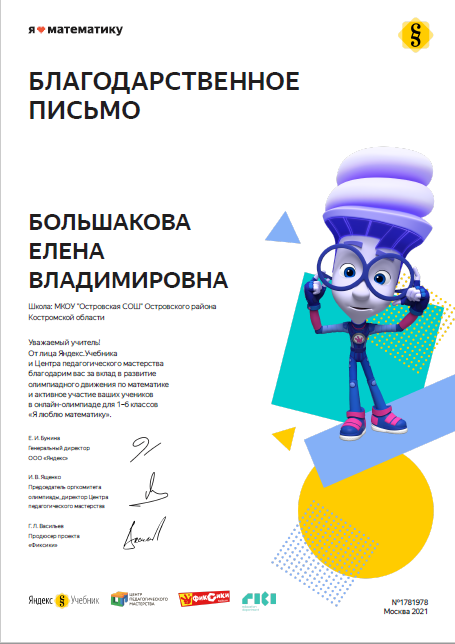 я математику
БЛАГОДАРСТВЕННОЕ
ПИСЬМО
БОЛЬШАКОВА
ЕЛЕНА
ВЛАДИМИРОВНА
Школа: МКОУ "Островская СОШ" Островского района
Костромской области
Уважаемый учитель!
От лица Яндекс.Учебника
и Центра педагогического мастерства
благодарим вас за вклад в развитие
олимпиадного движения по математике
и активное участие ваших учеников
в онлайн-олимпиаде для 1–6 классов
«Я люблю математику».
Е. И. Бунина
Генеральный директор
ООО «Яндекс»
И.В. Ященко
Председатель оргкомитета
олимпиады, директор Центра
педагогического мастерства
Г. Л. Васильев
Продюсер проекта
«Фиксики»
Яндекс § Учебник
ЦЕНТР
ПЕДАГОГИЧЕСКОГО
МАСТЕРСТВА
Фиксики
№1781978
Москва 2021